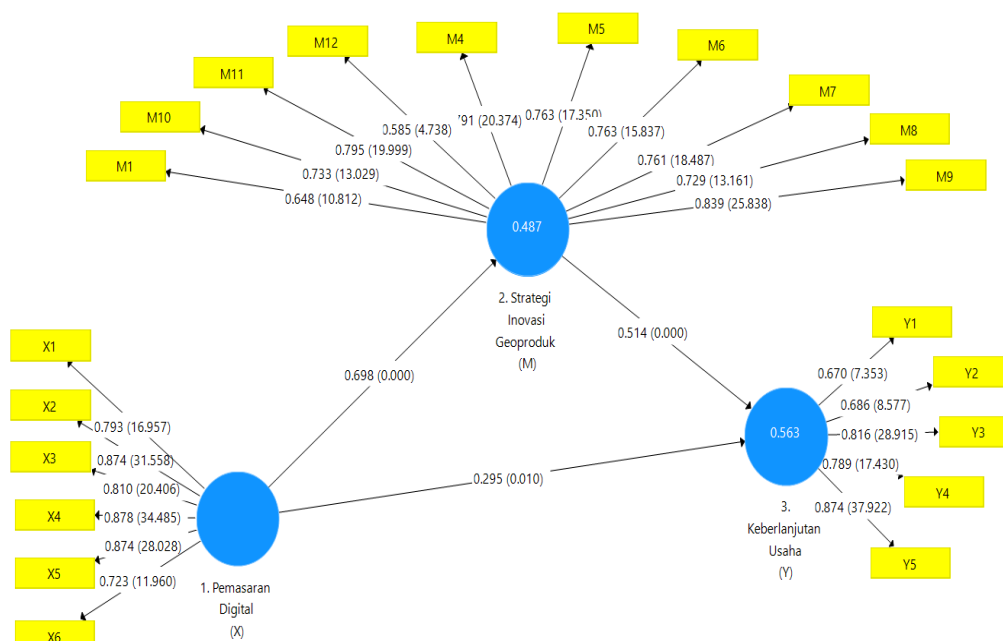 M12
M4
M5
M6
M11
M7
M10
M8
M1
M9
0.585 (4.738)
(20.374)
0.763 (17.350)
0.763 (15.837)
0.795 (19.999)
0.761 (18.487)
0.733 (13.029)
0.729 (13.161)
0.648 (10.812)
0.839 (25.838)
0.487
2. Strategi
Inovasi
Geoproduk
(M)
0.698 (0.000)
0.514 (0.000)
0.295 (0.010)
X1
X2
X3
X4
X5
X6
0.793 (16.957)
0.874 (31.558)
0.810 (20.406)
0.878 (34.485)
0.874 (28.028)
0.723 (11.960)
1. Pemasaran
Digital
(X)
Y1
Y2
Y3
Y4
Y5
0.670 (7.353)
0.686 (8.577)
0.816 (28.915)
0.789 (17.430)
0.874 (37.922)
0.563
3.
Keberlanjutan
Usaha
(Y)